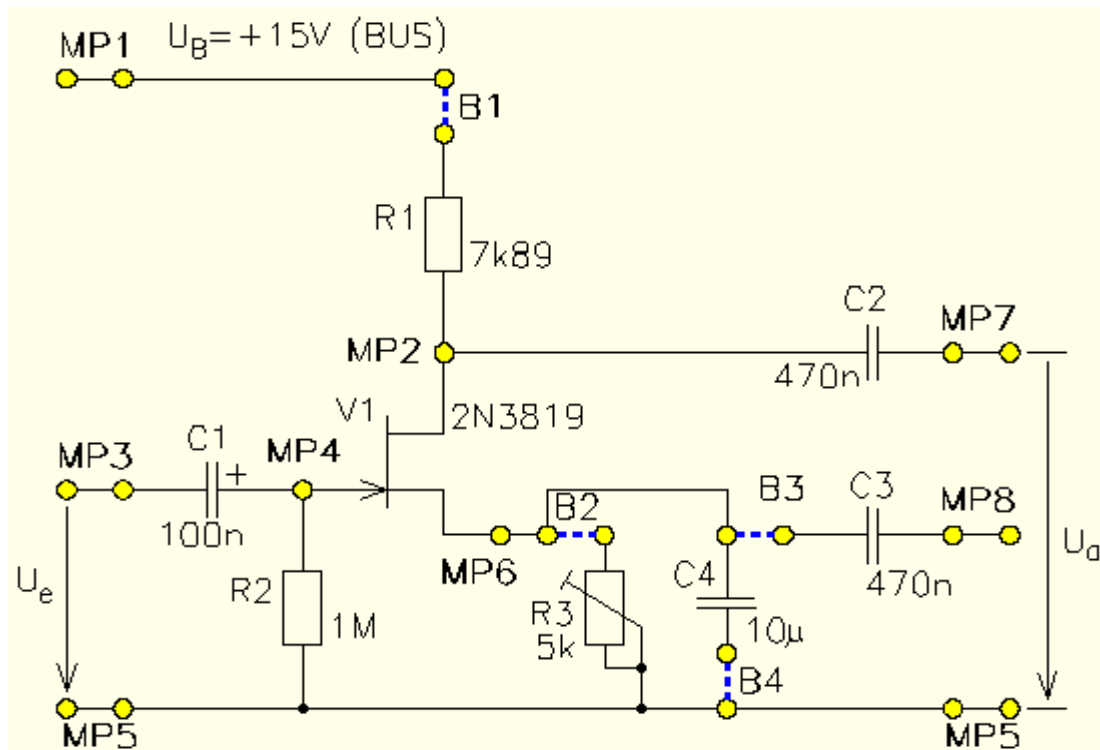 MP1 U_B=+15V (BUS)
B1
R1
7k89
C2
MP7
MP2
470n
V1
2N3819
C1
+
MP4
MP3
B3
C3
MP8
B2
100n
MP6
C4
470n
U_a
U_e
R2
R3
1M
5k
10µ
B4
MP5
MP5